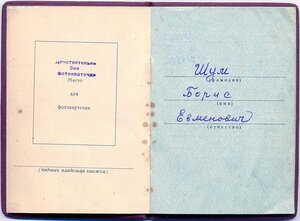 Действительно
без
фотокарточки
Место
для
фотокарточки
(подпись владельца книжки)
Шум
(фамилия)
Борис
(имя)
Евменович
(отчество)